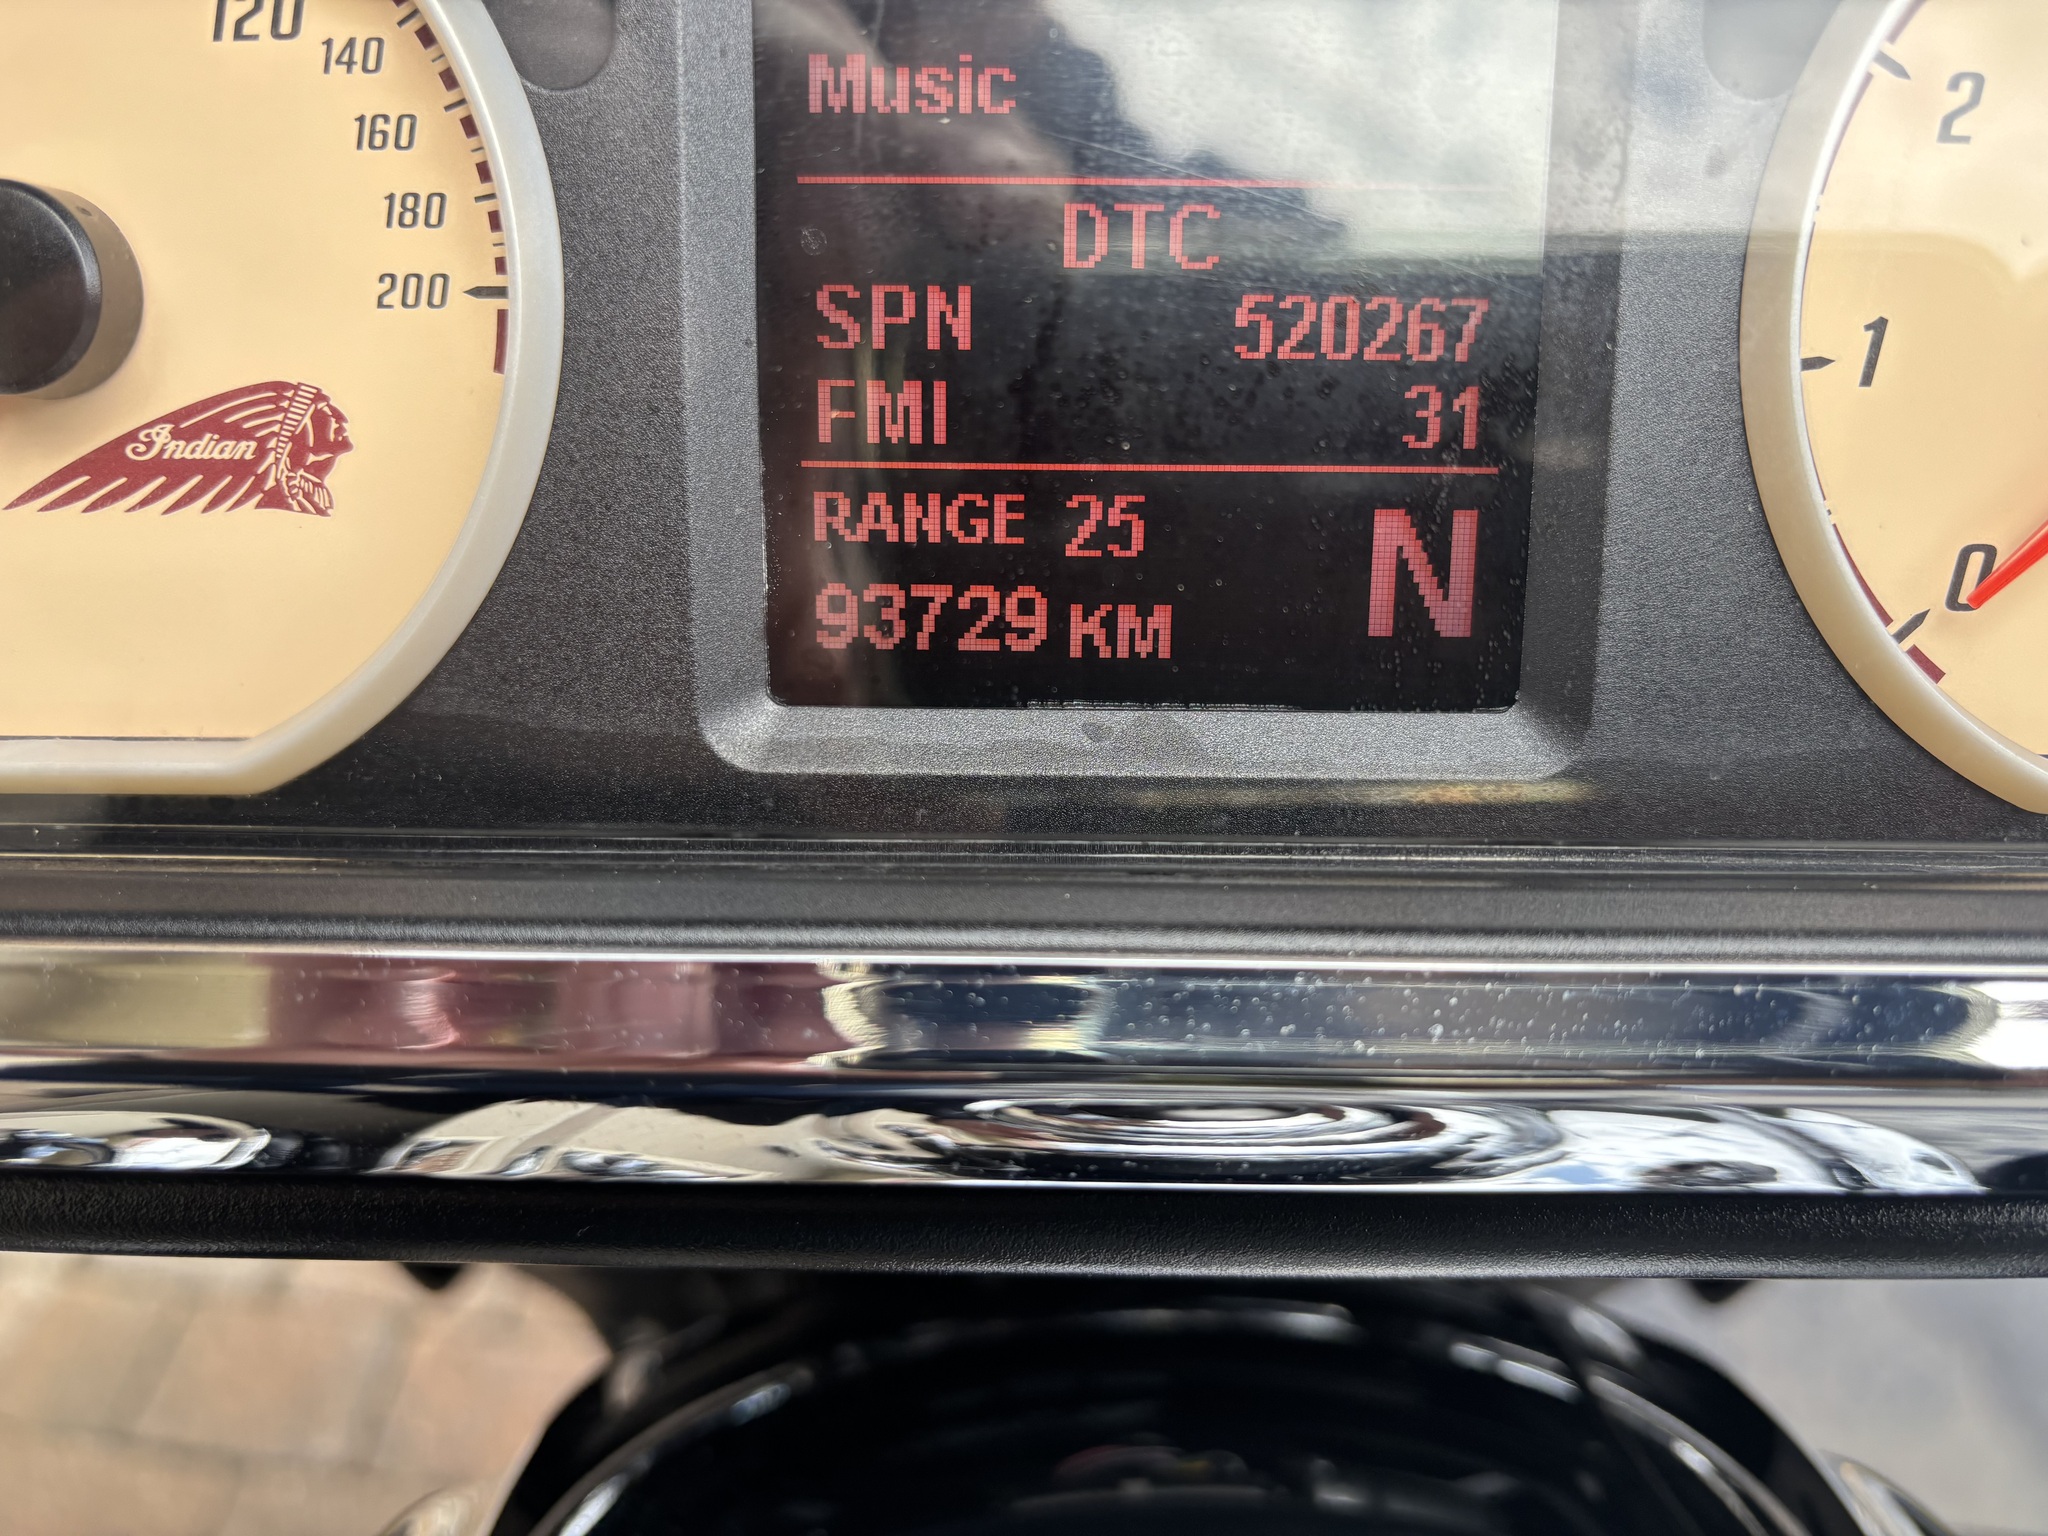 120
140
160
180
200
Indian
Music
DTC
SPN 520267
FMI 31
RANGE 25
93729 KM
N
2
1
0